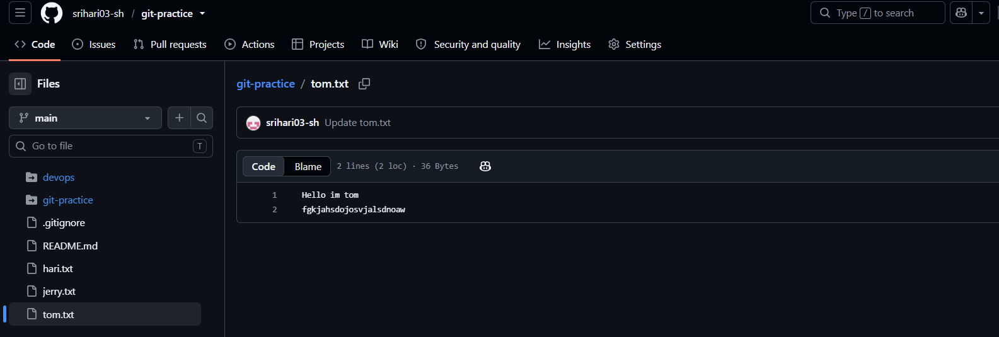 srihari03-sh / git-practice
Type / to search
Code Issues Pull requests Actions Projects Wiki Security and quality Insights Settings
Files
main
Go to file T
devops
git-practice
.gitignore
README.md
hari.txt
jerry.txt
tom.txt
git-practice / tom.txt
srihari03-sh Update tom.txt
Code Blame 2 lines (2 loc) · 36 Bytes
1 Hello im tom
2 fgkjahsdojosvjalsdnoaw